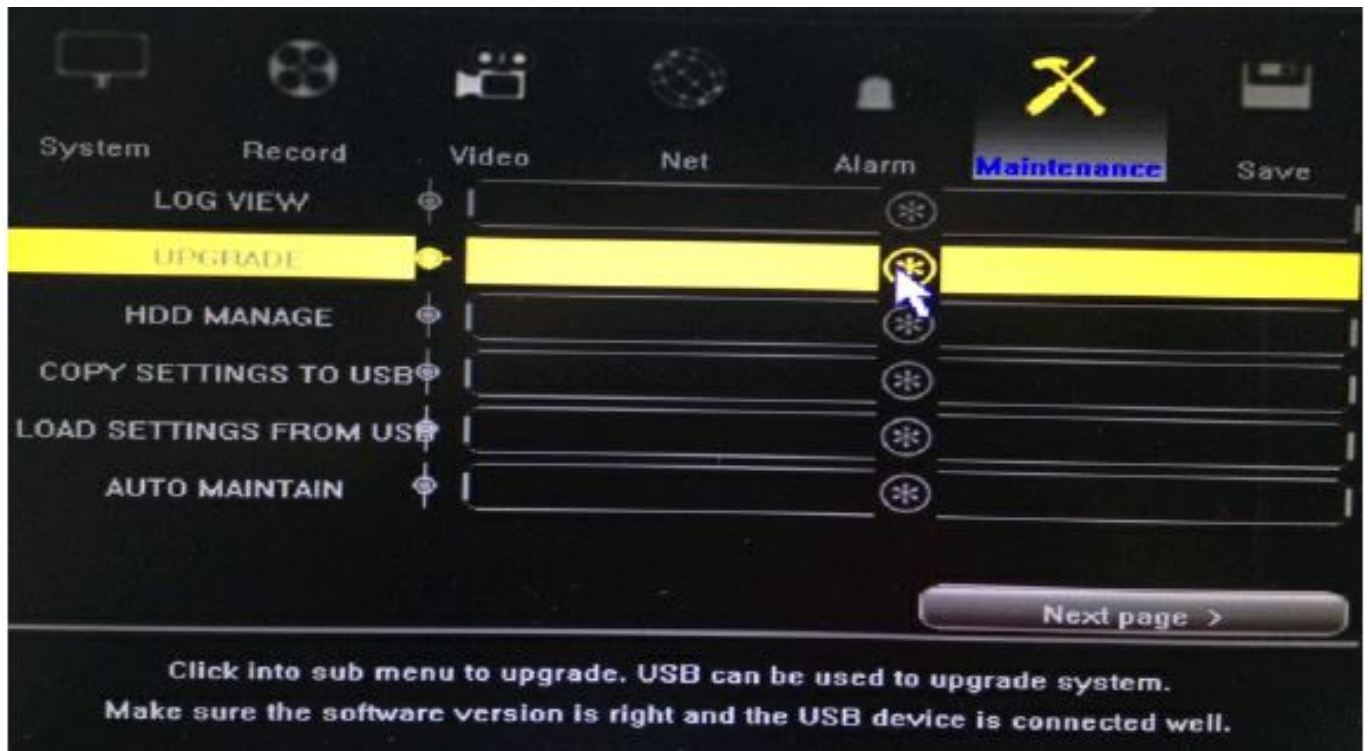 System Record Video Net Alarm Maintenance Save
LOG VIEW
UPGRADE
HDD MANAGE
COPY SETTINGS TO USB
LOAD SETTINGS FROM USB
AUTO MAINTAIN
Next page >
Click into sub menu to upgrade. USB can be used to upgrade system.
Make sure the software version is right and the USB device is connected well.